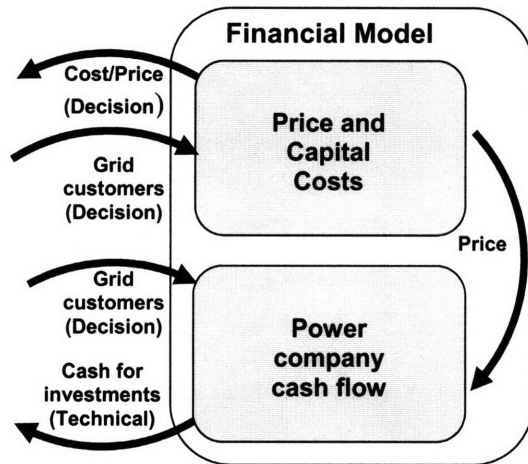 Financial Model
Cost/Price
(Decision)
Price and
Capital
Costs
Grid
customers
(Decision)
Price
Grid
customers
(Decision)
Power
company
cash flow
Cash for
investments
(Technical)